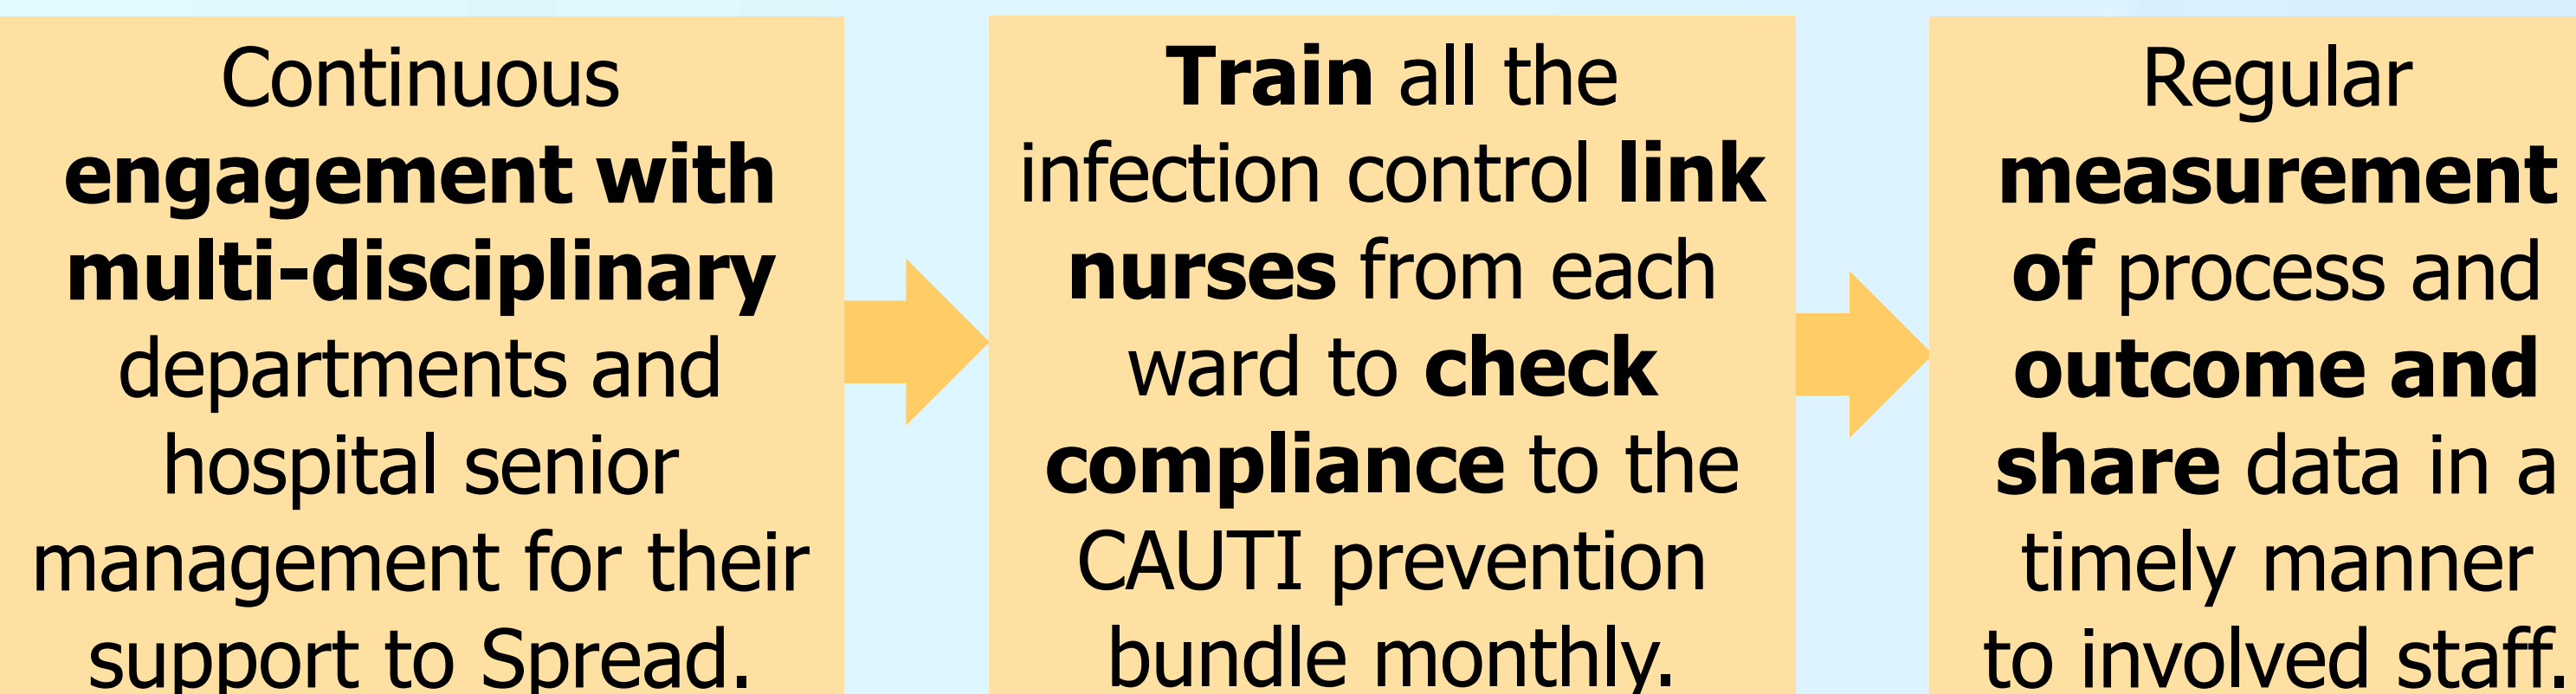 Continuous
engagement with
multi-disciplinary
departments and
hospital senior
management for their
support to Spread.
Train all the
infection control link
nurses from each
ward to check
compliance to the
CAUTI prevention
bundle monthly.
Regular
measurement
of process and
outcome and
share data in a
timely manner
to involved staff.